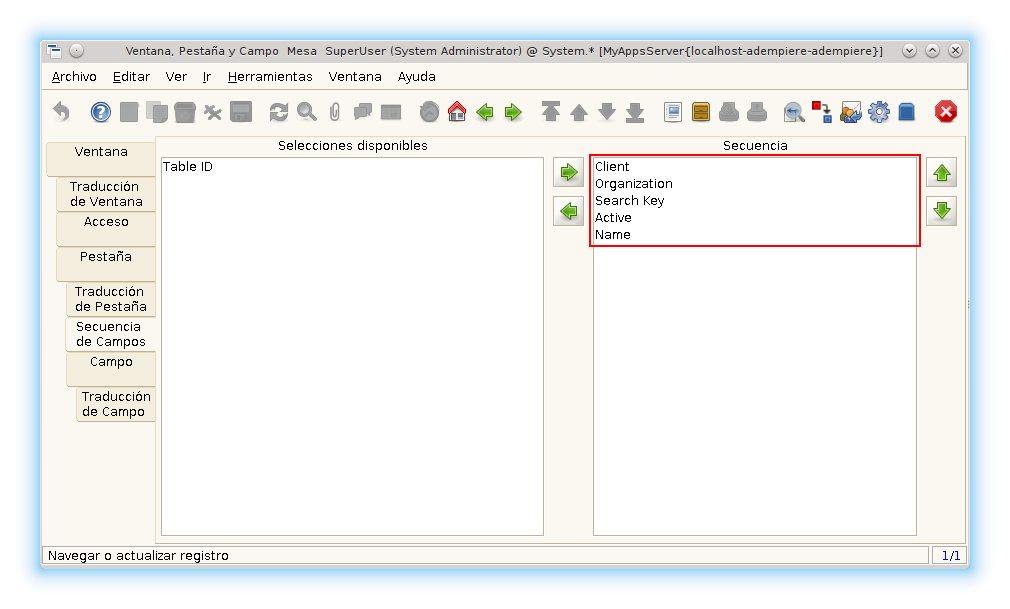 Ventana, Pestaña y Campo  Mesa  SuperUser (System Administrator) @ System.* [MyAppsServer{localhost-adempiere-adempiere}]
Archivo Editar Ver Ir Herramientas Ventana Ayuda
Ventana
Traducción
de Ventana
Acceso
Pestaña
Traducción
de Pestaña
Secuencia
de Campos
Campo
Traducción
de Campo
Selecciones disponibles
Table ID
Secuencia
Client
Organization
Search Key
Active
Name
Navegar o actualizar registro
1/1